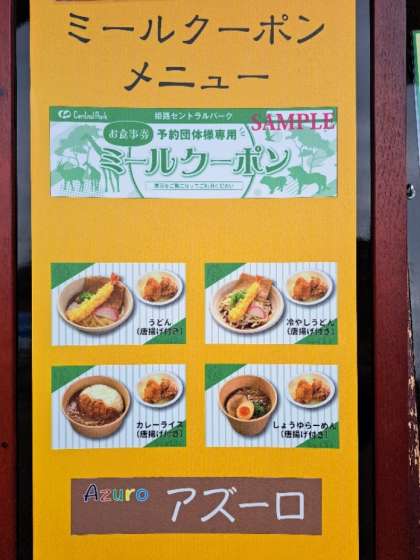 ミールクーポン
メニュー
Central Park
姫路セントラルパーク
SAMPLE
お食事券
予約団体様専用
ミールクーポン
うどん
(唐揚げ付き)
冷やしうどん
(唐揚げ付き)
カレーライス
(唐揚げ付き)
しょうゆらーめん
(唐揚げ付き)
Azuro アズーロ